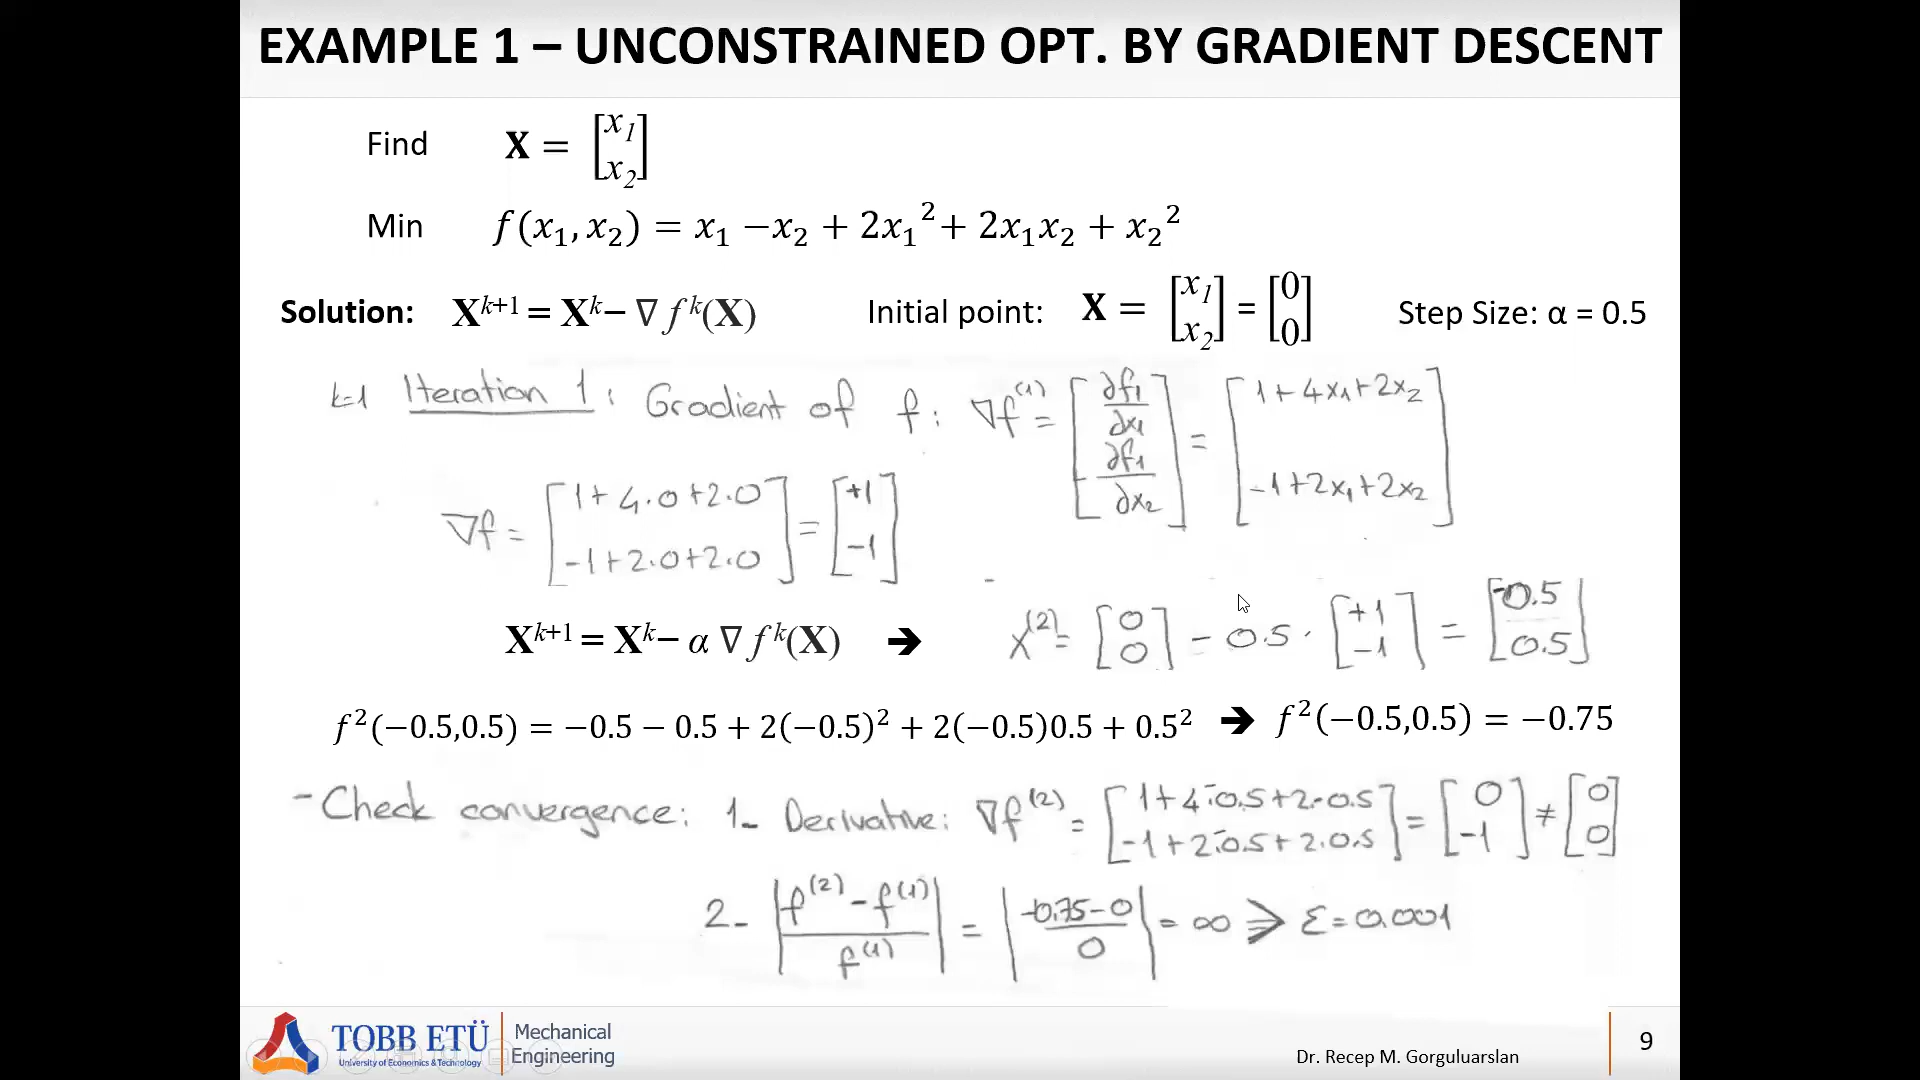 EXAMPLE 1 – UNCONSTRAINED OPT. BY GRADIENT DESCENT
Find X = [x₁ x₂]
Min f(x₁, x₂) = x₁ −x₂ + 2x₁² + 2x₁x₂ + x₂²
Solution: Xᵏ⁺¹ = Xᵏ− ∇ fᵏ(X) Initial point: X = [x₁ x₂] = [0 0] Step Size: α = 0.5
k=1 Iteration 1: Gradient of f: ∇f⁽¹⁾ = [∂f₁/∂x₁ ∂f₁/∂x₂] = [1+4x₁+2x₂ -1+2x₁+2x₂]
∇f = [1+4.0+2.0 -1+2.0+2.0] = [+1 -1]
Xᵏ⁺¹ = Xᵏ− α ∇ fᵏ(X) ➔ X⁽²⁾ = [0 0] - 0.5 · [+1 -1] = [-0.5 0.5]
f²(−0.5,0.5) = −0.5 − 0.5 + 2(−0.5)² + 2(−0.5)0.5 + 0.5² ➔ f²(−0.5,0.5) = −0.75
- Check convergence: 1- Derivative: ∇f⁽²⁾ = [1+4·-0.5+2·0.5 -1+2·-0.5+2.0.5] = [0 -1] ≠ [0 0]
2- |f⁽²⁾ - f⁽¹⁾ / f⁽¹⁾| = |-0.75-0 / 0| = ∞ ⩾ ε=0.001
TOBB ETÜ
University of Economics & Technology
Mechanical
Engineering
Dr. Recep M. Gorguluarslan
9